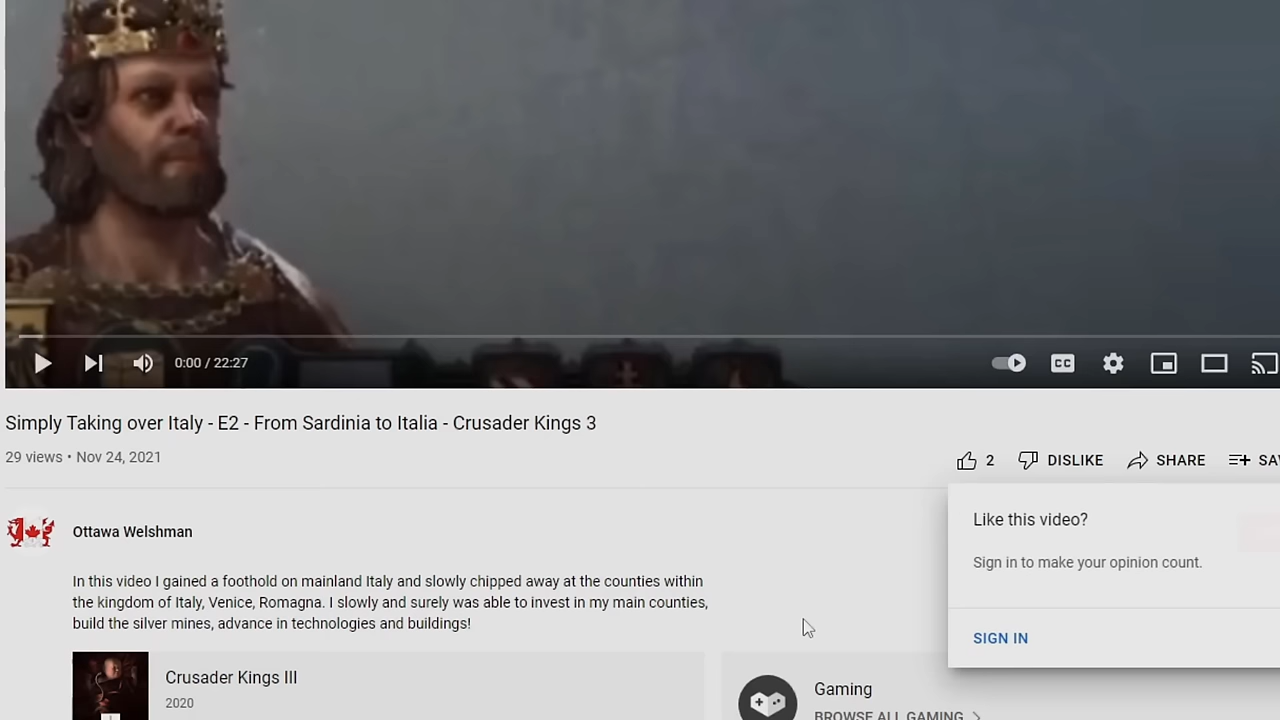 0:00 / 22:27
CC
Simply Taking over Italy - E2 - From Sardinia to Italia - Crusader Kings 3
29 views • Nov 24, 2021
2 DISLIKE SHARE
Ottawa Welshman
In this video I gained a foothold on mainland Italy and slowly chipped away at the counties within
the kingdom of Italy, Venice, Romagna. I slowly and surely was able to invest in my main counties,
build the silver mines, advance in technologies and buildings!
Crusader Kings III
2020
Gaming
BROWSE ALL GAMING
Like this video?
Sign in to make your opinion count.
SIGN IN